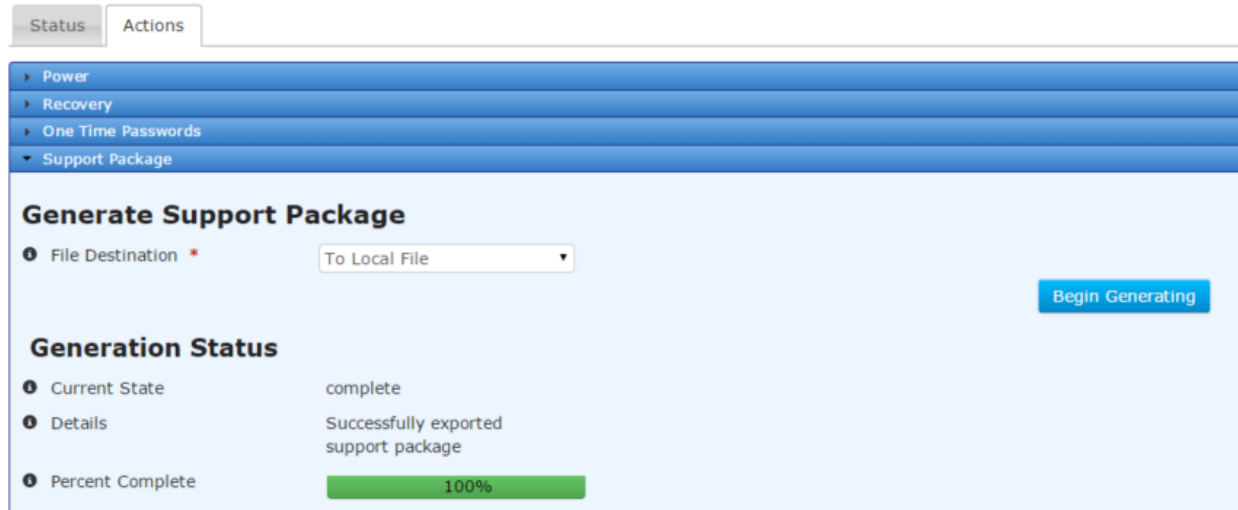 Status Actions
Power
Recovery
One Time Passwords
Support Package
Generate Support Package
File Destination * To Local File
Begin Generating
Generation Status
Current State complete
Details Successfully exported
support package
Percent Complete 100%